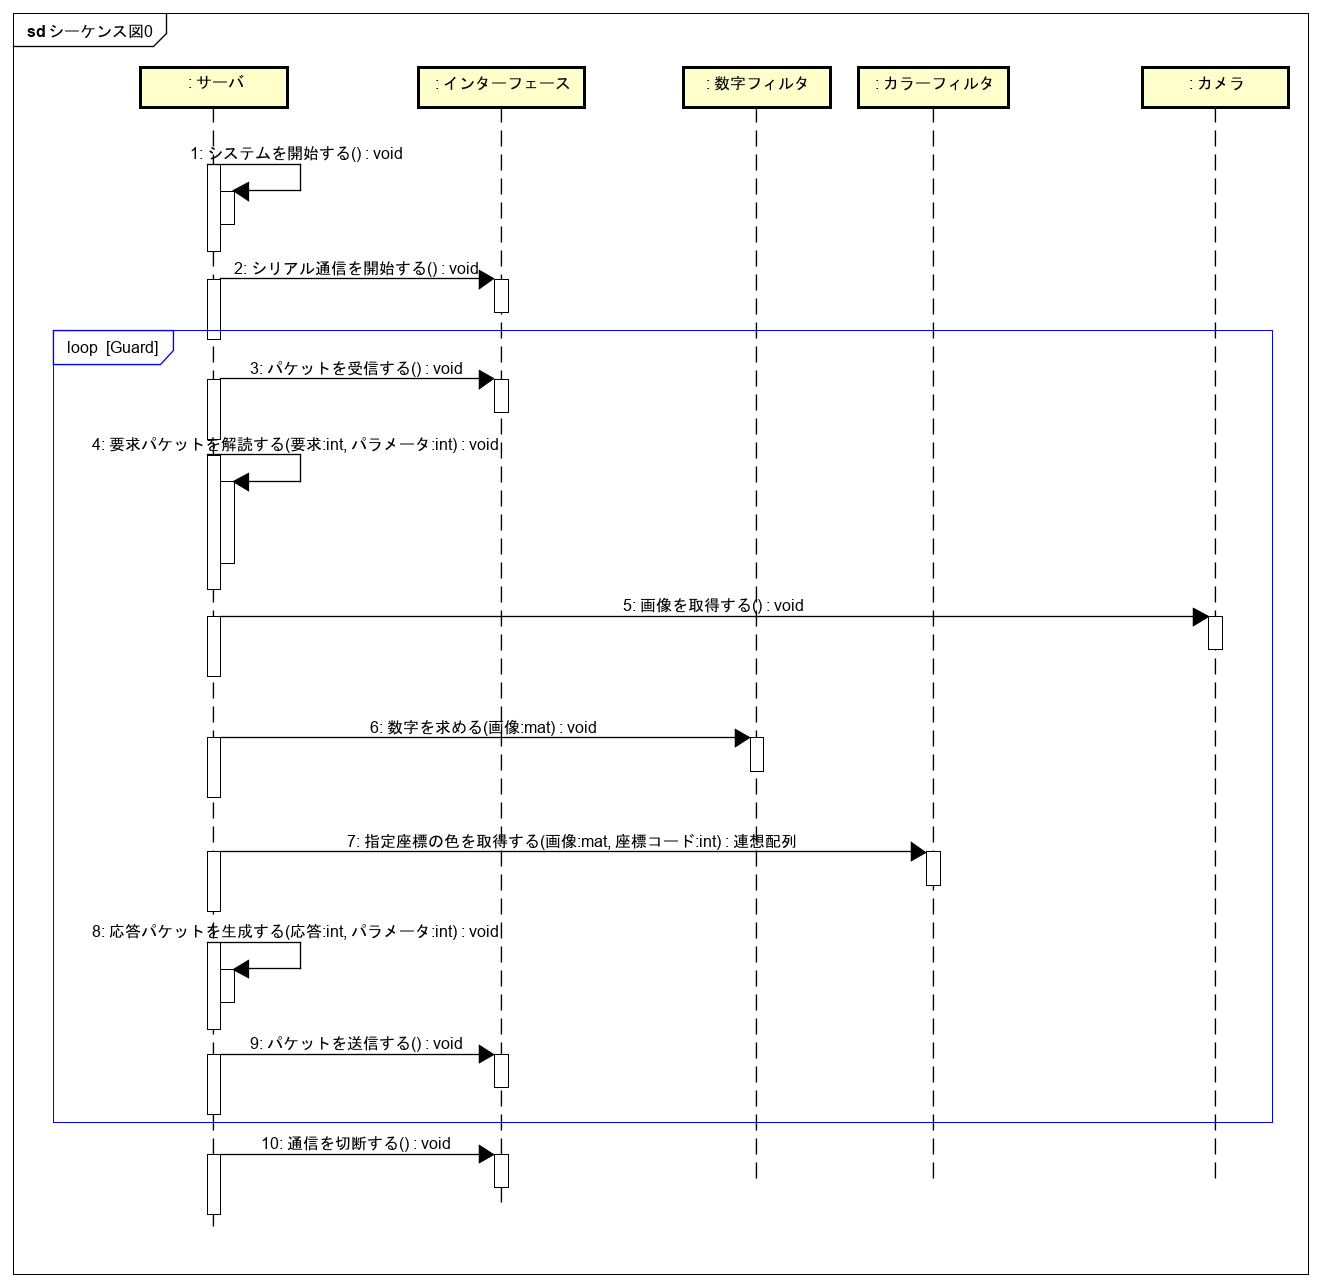 sd シーケンス図0
: サーバ
: インターフェース
: 数字フィルタ
: カラーフィルタ
: カメラ
1: システムを開始する() : void
2: シリアル通信を開始する() : void
loop [Guard]
3: パケットを受信する() : void
4: 要求パケットを解読する(要求:int, パラメータ:int) : void
5: 画像を取得する() : void
6: 数字を求める(画像:mat) : void
7: 指定座標の色を取得する(画像:mat, 座標コード:int) : 連想配列
8: 応答パケットを生成する(応答:int, パラメータ:int) : void
9: パケットを送信する() : void
10: 通信を切断する() : void